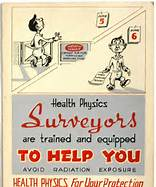 5
6
Health Physics
Surveyors
are trained and equipped
TO HELP YOU
AVOID RADIATION EXPOSURE
HEALTH PHYSICS for Your Protection